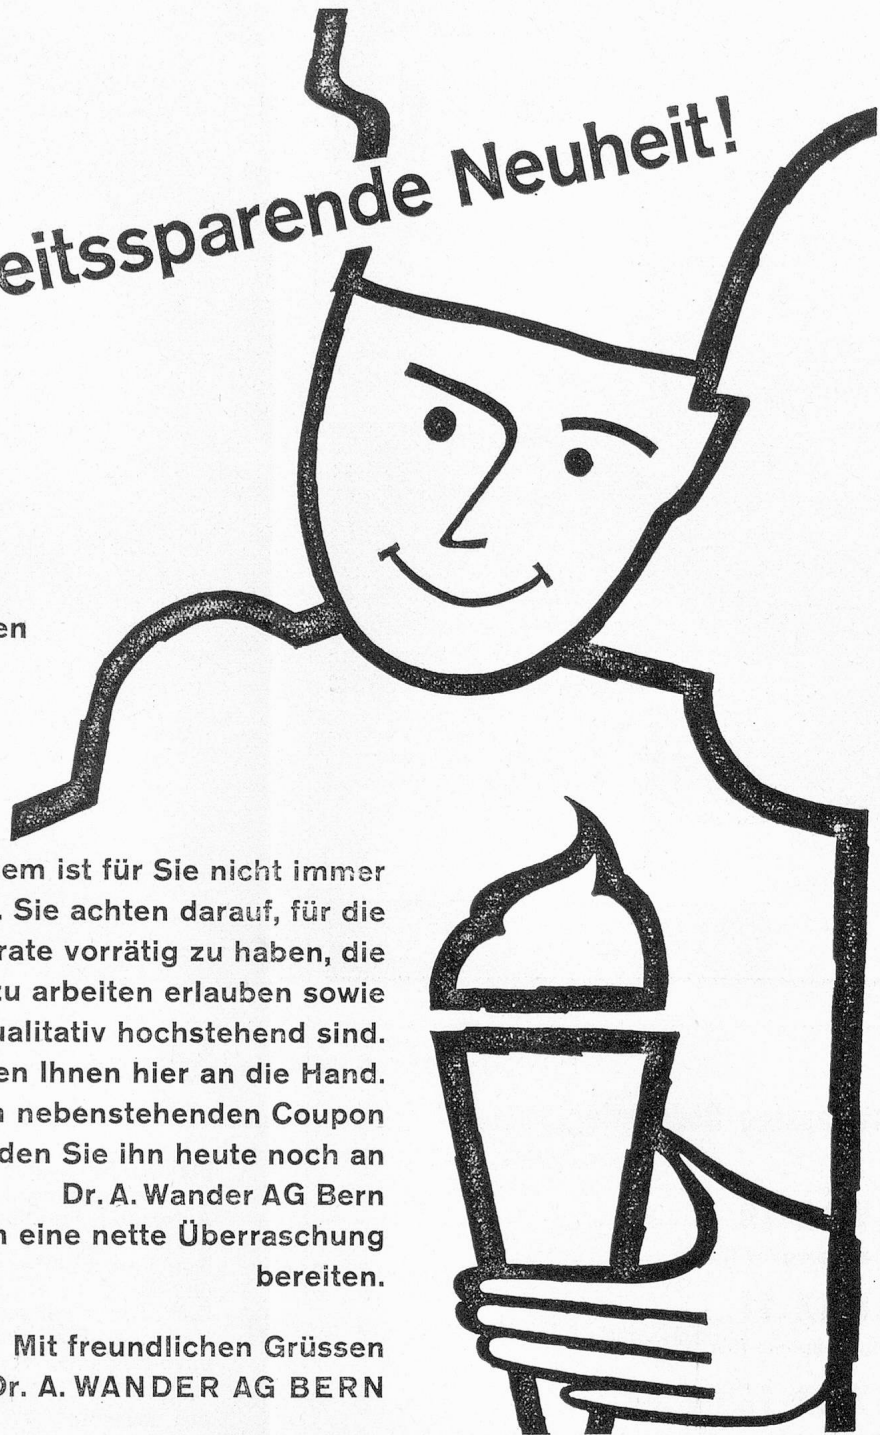 eitssparende Neuheit!
en
em ist für Sie nicht immer
. Sie achten darauf, für die
rate vorrätig zu haben, die
zu arbeiten erlauben sowie
ualitativ hochstehend sind.
en Ihnen hier an die Hand.
n nebenstehenden Coupon
den Sie ihn heute noch an
Dr. A. Wander AG Bern
n eine nette Überraschung
bereiten.
Mit freundlichen Grüssen
Dr. A. WANDER AG BERN